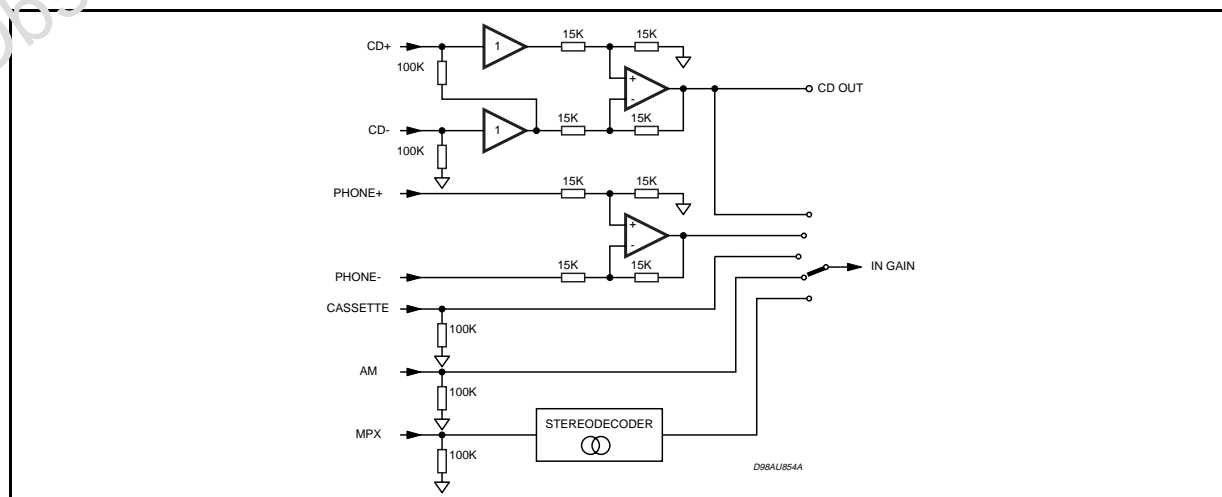 15K 15K
CD+
1
100K
+
-
CD OUT
CD-
1
15K 15K
100K
15K 15K
PHONE+
+
-
15K 15K
IN GAIN
PHONE-
CASSETTE
100K
AM
100K
MPX
STEREODECODER
100K
D98AU854A